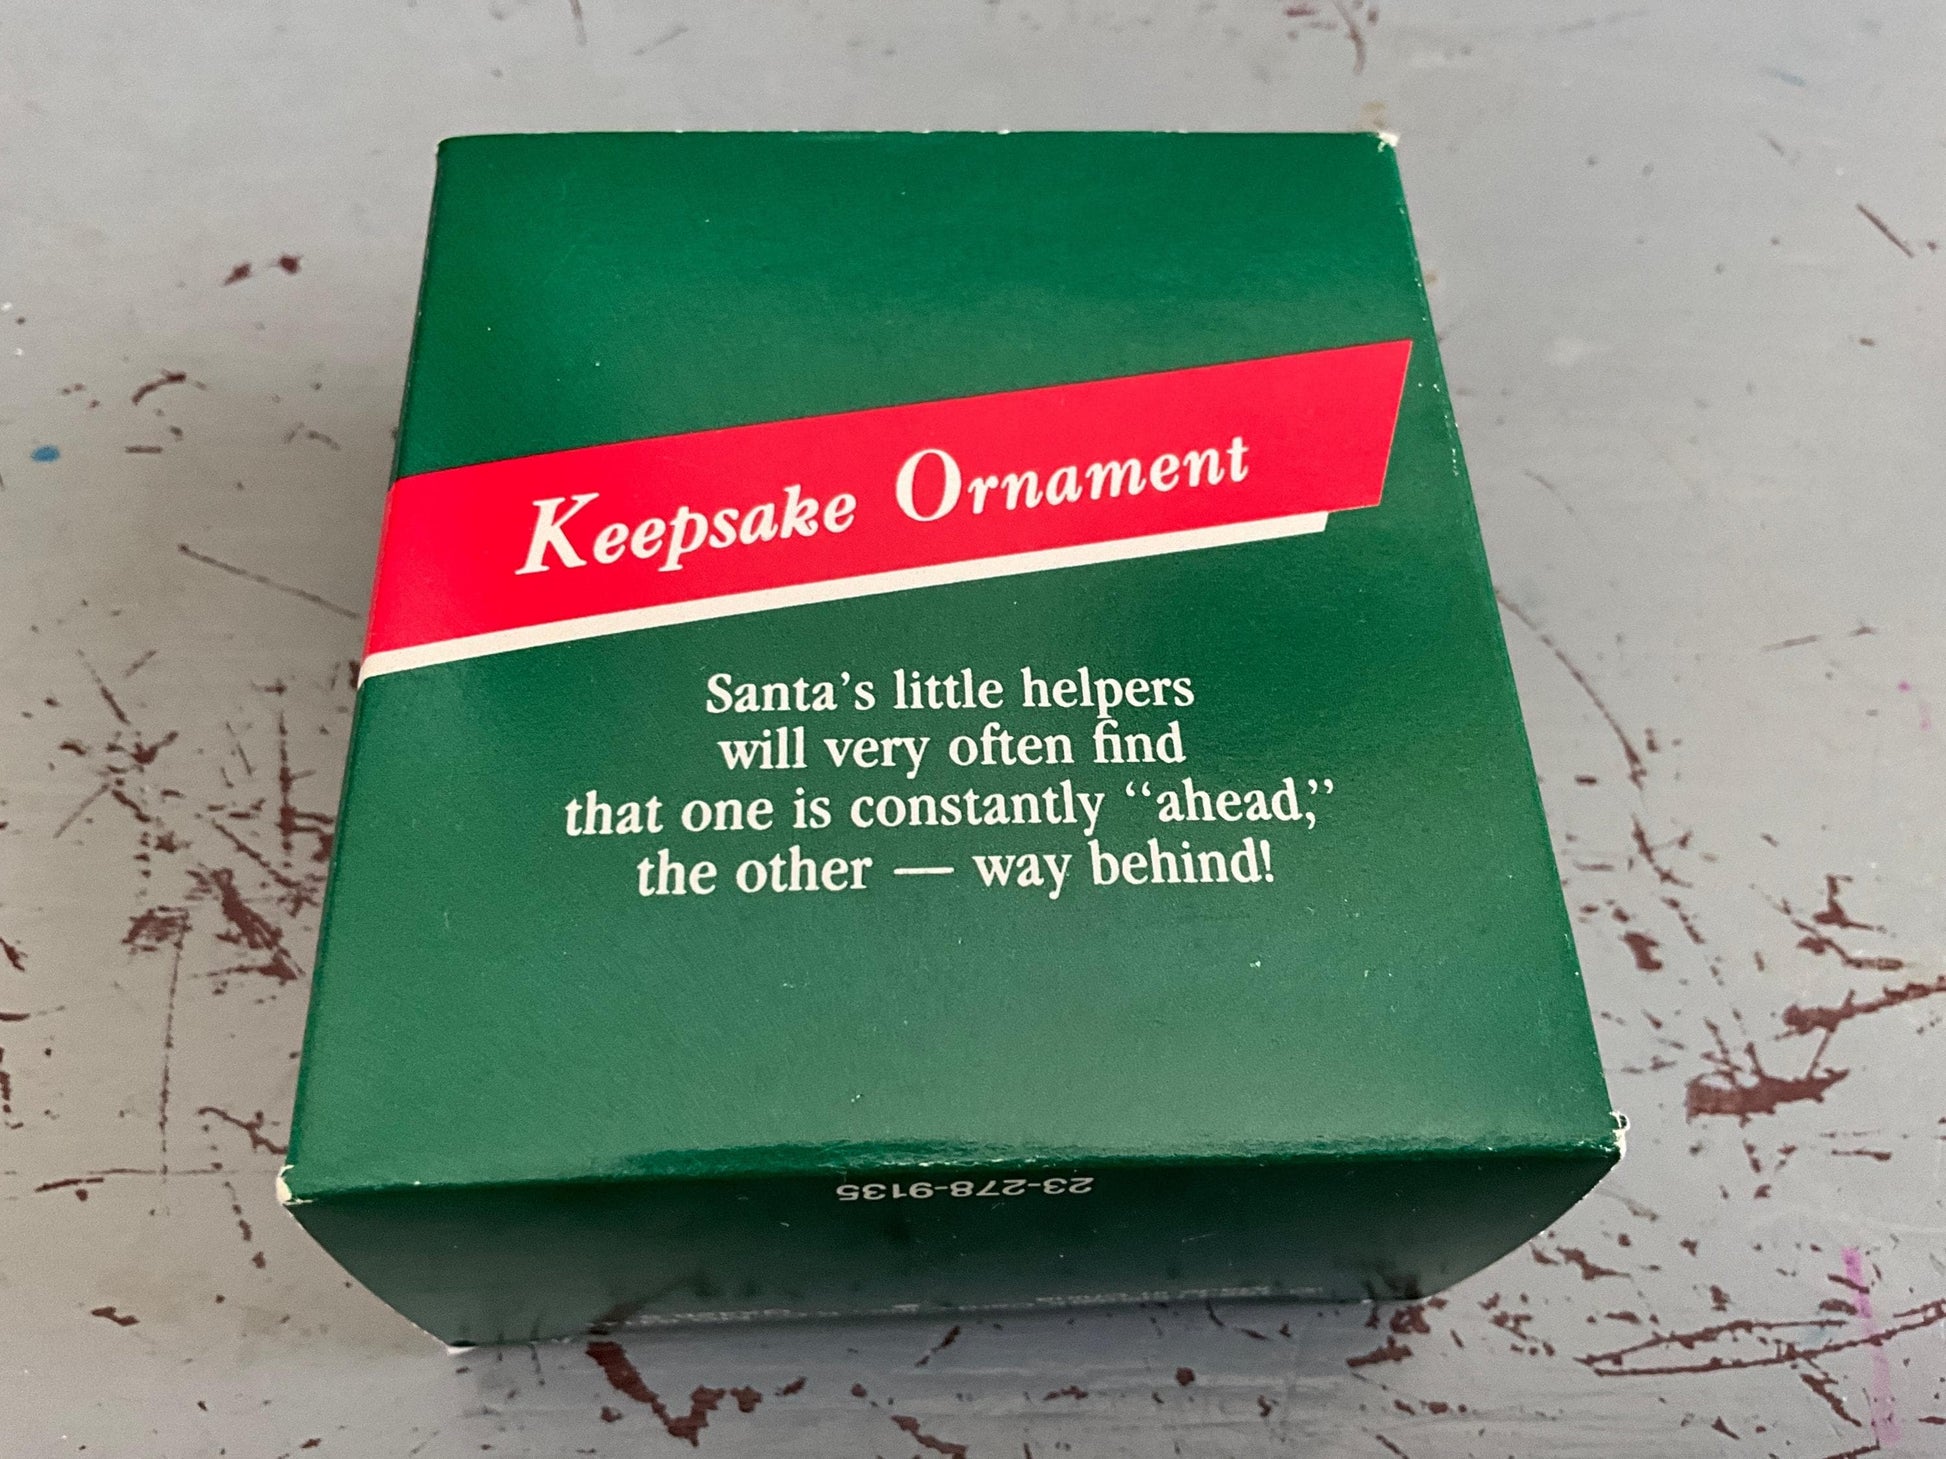 Keepsake Ornament
Santa's little helpers
will very often find
that one is constantly “ahead,”
the other — way behind!
23-278-9135